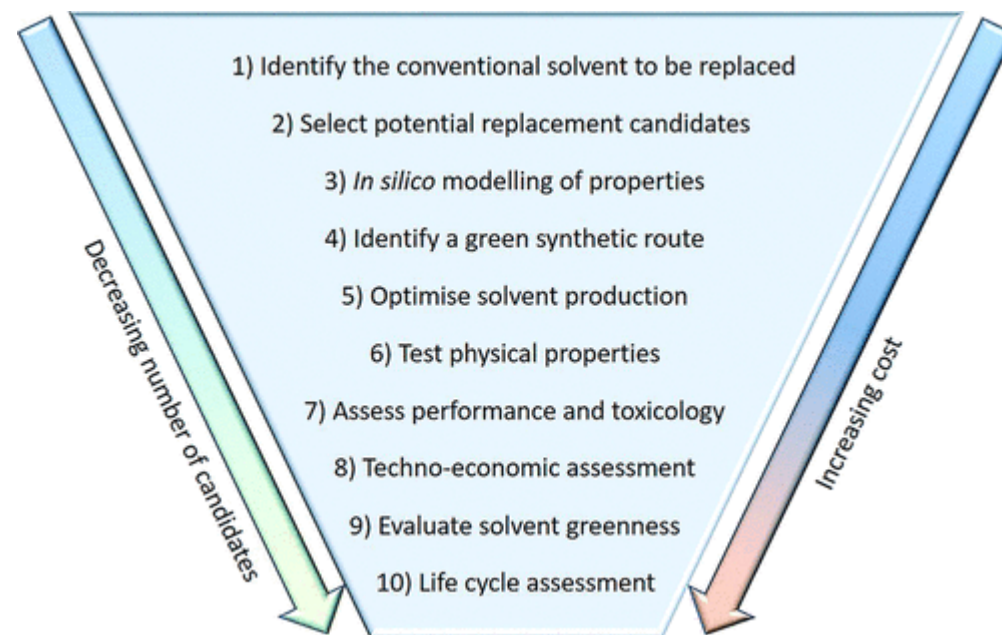 1) Identify the conventional solvent to be replaced
2) Select potential replacement candidates
3) In silico modelling of properties
4) Identify a green synthetic route
5) Optimise solvent production
6) Test physical properties
7) Assess performance and toxicology
8) Techno-economic assessment
9) Evaluate solvent greenness
10) Life cycle assessment
Decreasing number of candidates
Increasing cost